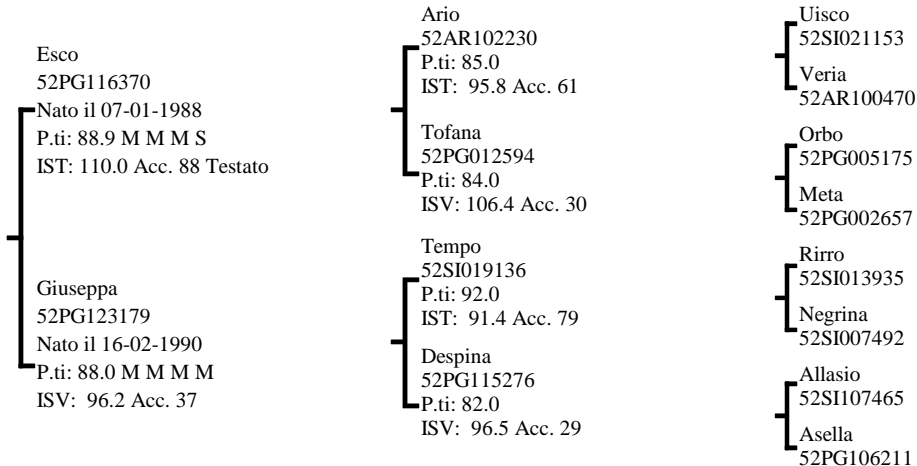 Esco
52PG116370
Nato il 07-01-1988
P.ti: 88.9 M M M S
IST: 110.0 Acc. 88 Testato
Giuseppa
52PG123179
Nato il 16-02-1990
P.ti: 88.0 M M M M
ISV: 96.2 Acc. 37
Ario
52AR102230
P.ti: 85.0
IST: 95.8 Acc. 61
Tofana
52PG012594
P.ti: 84.0
ISV: 106.4 Acc. 30
Tempo
52SI019136
P.ti: 92.0
IST: 91.4 Acc. 79
Despina
52PG115276
P.ti: 82.0
ISV: 96.5 Acc. 29
Uisco
52SI021153
Veria
52AR100470
Orbo
52PG005175
Meta
52PG002657
Rirro
52SI013935
Negrina
52SI007492
Allasio
52SI107465
Asella
52PG106211